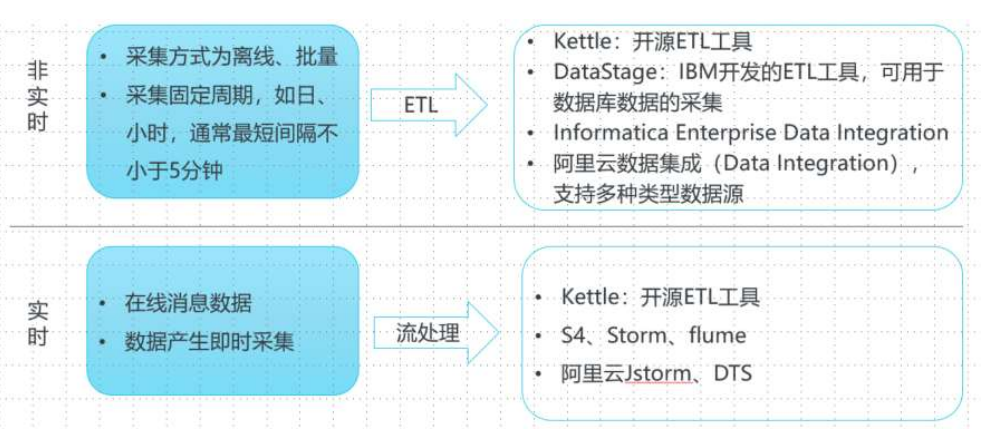 非实时
• 采集方式为离线、批量
• 采集固定周期，如日、
小时，通常最短间隔不
小于5分钟
ETL
• Kettle：开源ETL工具
• DataStage：IBM开发的ETL工具，可用于
数据库数据的采集
• Informatica Enterprise Data Integration
• 阿里云数据集成（Data Integration），
支持多种类型数据源
实时
• 在线消息数据
• 数据产生即时采集
流处理
• Kettle：开源ETL工具
• S4、Storm、flume
• 阿里云Jstorm、DTS